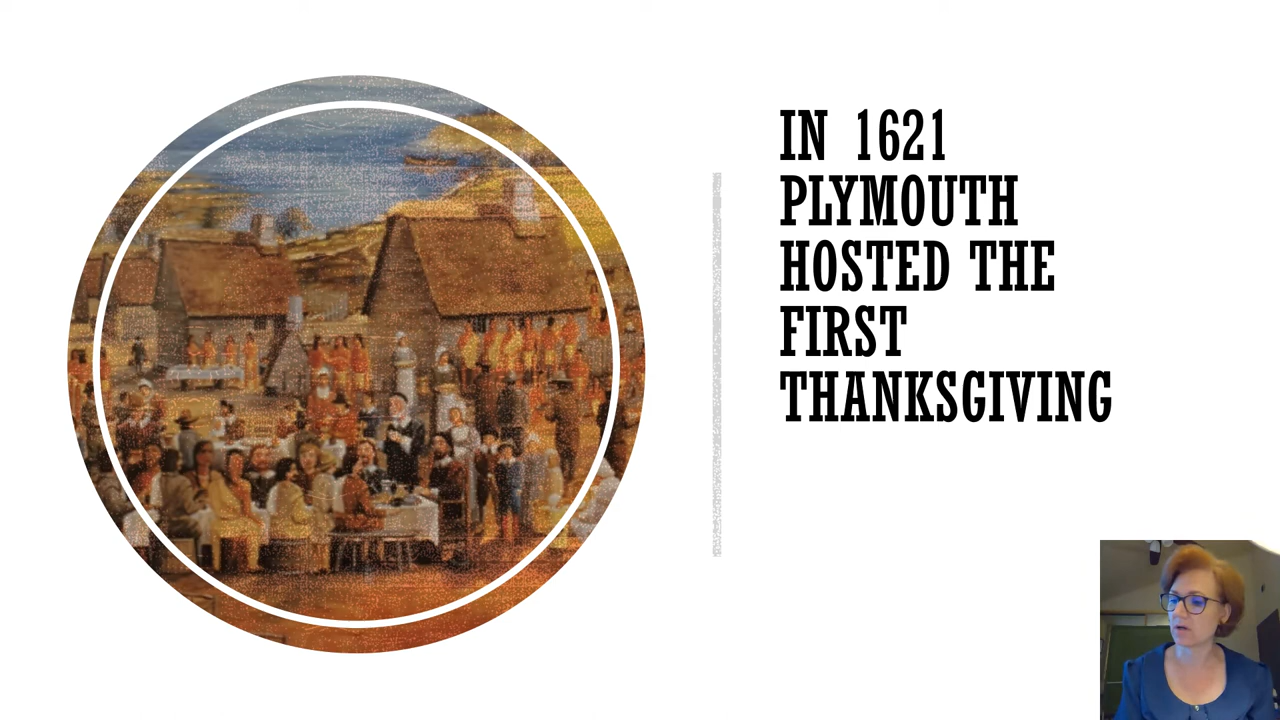 IN 1621
PLYMOUTH
HOSTED THE
FIRST
THANKSGIVING